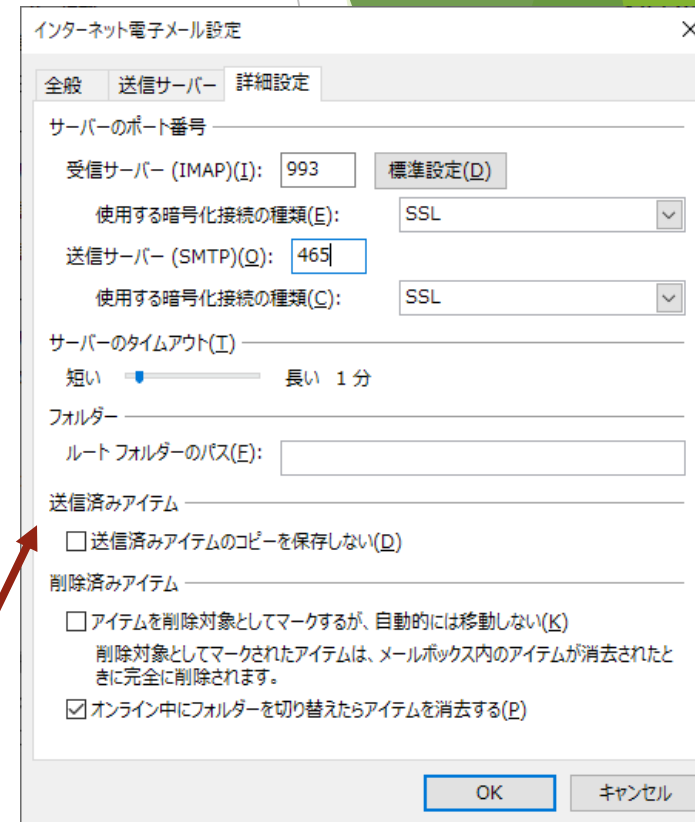 インターネット電子メール設定
全般 送信サーバー 詳細設定
サーバーのポート番号
受信サーバー (IMAP)(I): 993 標準設定(D)
使用する暗号化接続の種類(E): SSL
送信サーバー (SMTP)(O): 465
使用する暗号化接続の種類(C): SSL
サーバーのタイムアウト(T)
短い 長い 1 分
フォルダー
ルート フォルダーのパス(F):
送信済みアイテム
送信済みアイテムのコピーを保存しない(D)
削除済みアイテム
アイテムを削除対象としてマークするが、自動的には移動しない(K)
削除対象としてマークされたアイテムは、メールボックス内のアイテムが消去されたと
きに完全に削除されます。
オンライン中にフォルダーを切り替えたらアイテムを消去する(P)
OK キャンセル